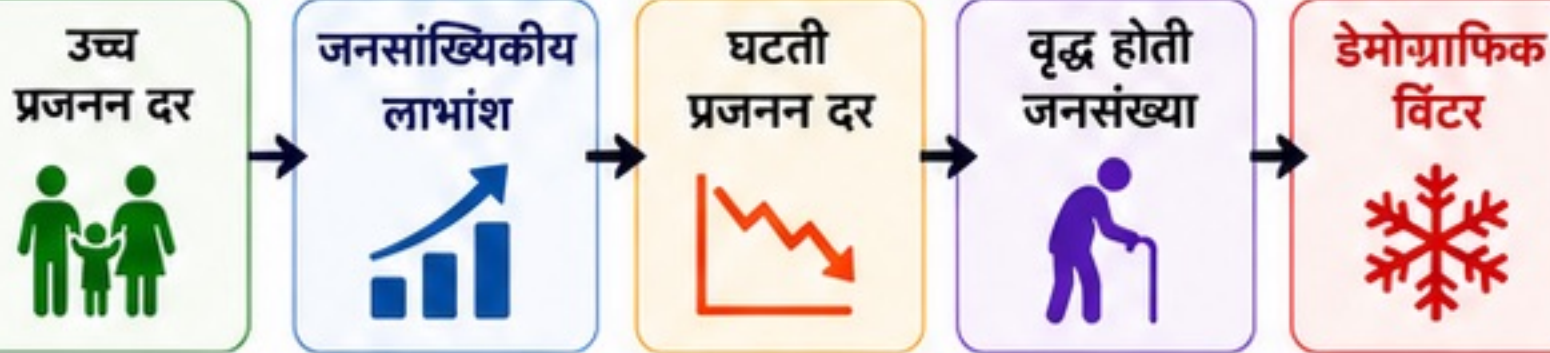 उच्च
प्रजनन दर
जनसांख्यिकीय
लाभांश
घटती
प्रजनन दर
वृद्ध होती
जनसंख्या
डेमोग्राफिक
विंटर